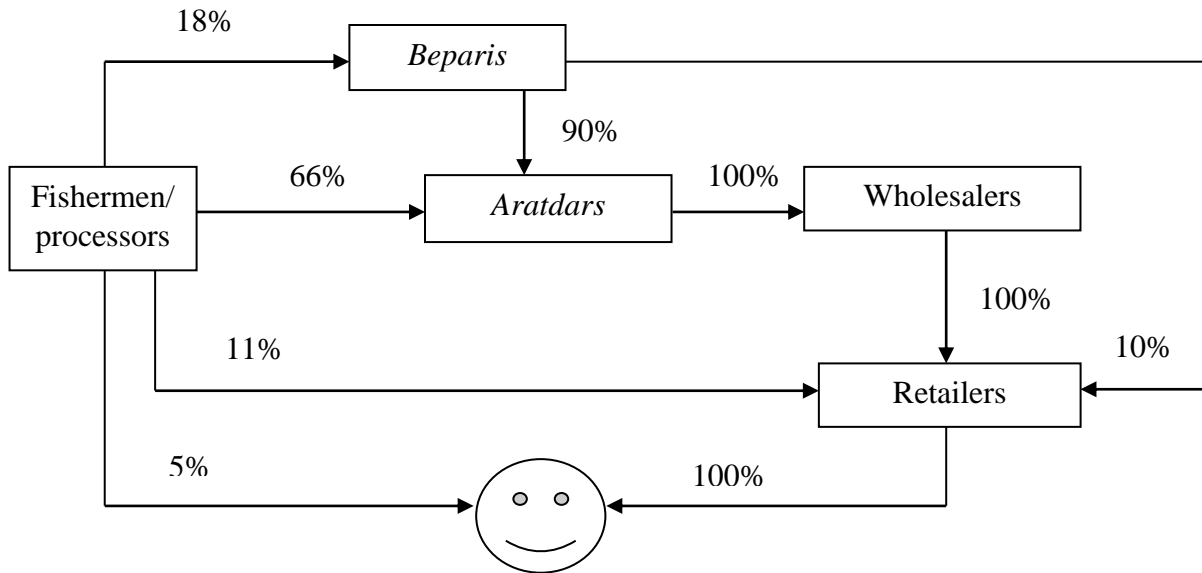 18%
Beparis
90%
66%
100%
Fishermen/
processors
Aratdars
Wholesalers
100%
11%
10%
Retailers
5%
100%